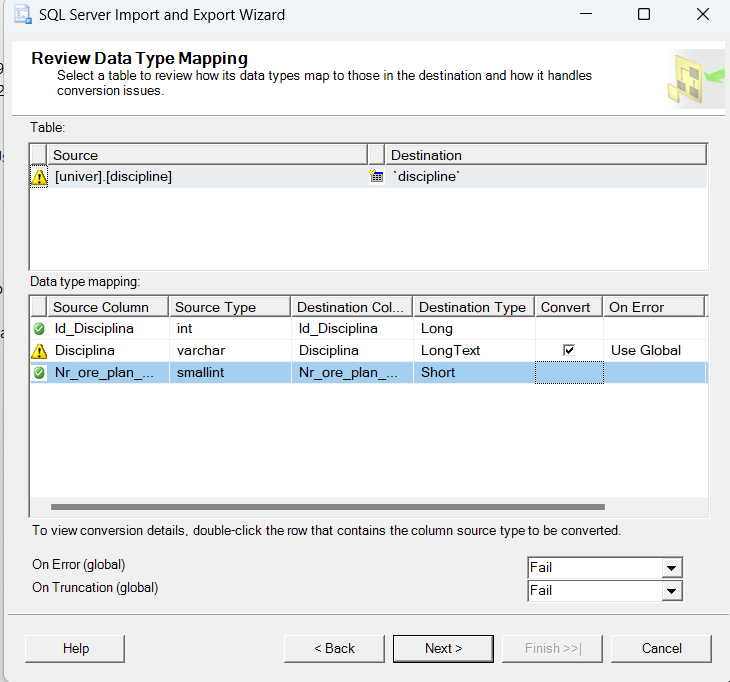 SQL Server Import and Export Wizard
Review Data Type Mapping
Select a table to review how its data types map to those in the destination and how it handles
conversion issues.
Table:
Source Destination
[univer].[discipline] `discipline`
Data type mapping:
Source Column Source Type Destination Col... Destination Type Convert On Error
Id_Disciplina int Id_Disciplina Long
Disciplina varchar Disciplina LongText Use Global
Nr_ore_plan_... smallint Nr_ore_plan_... Short
To view conversion details, double-click the row that contains the column source type to be converted.
On Error (global) Fail
On Truncation (global) Fail
Help < Back Next > Finish >>| Cancel